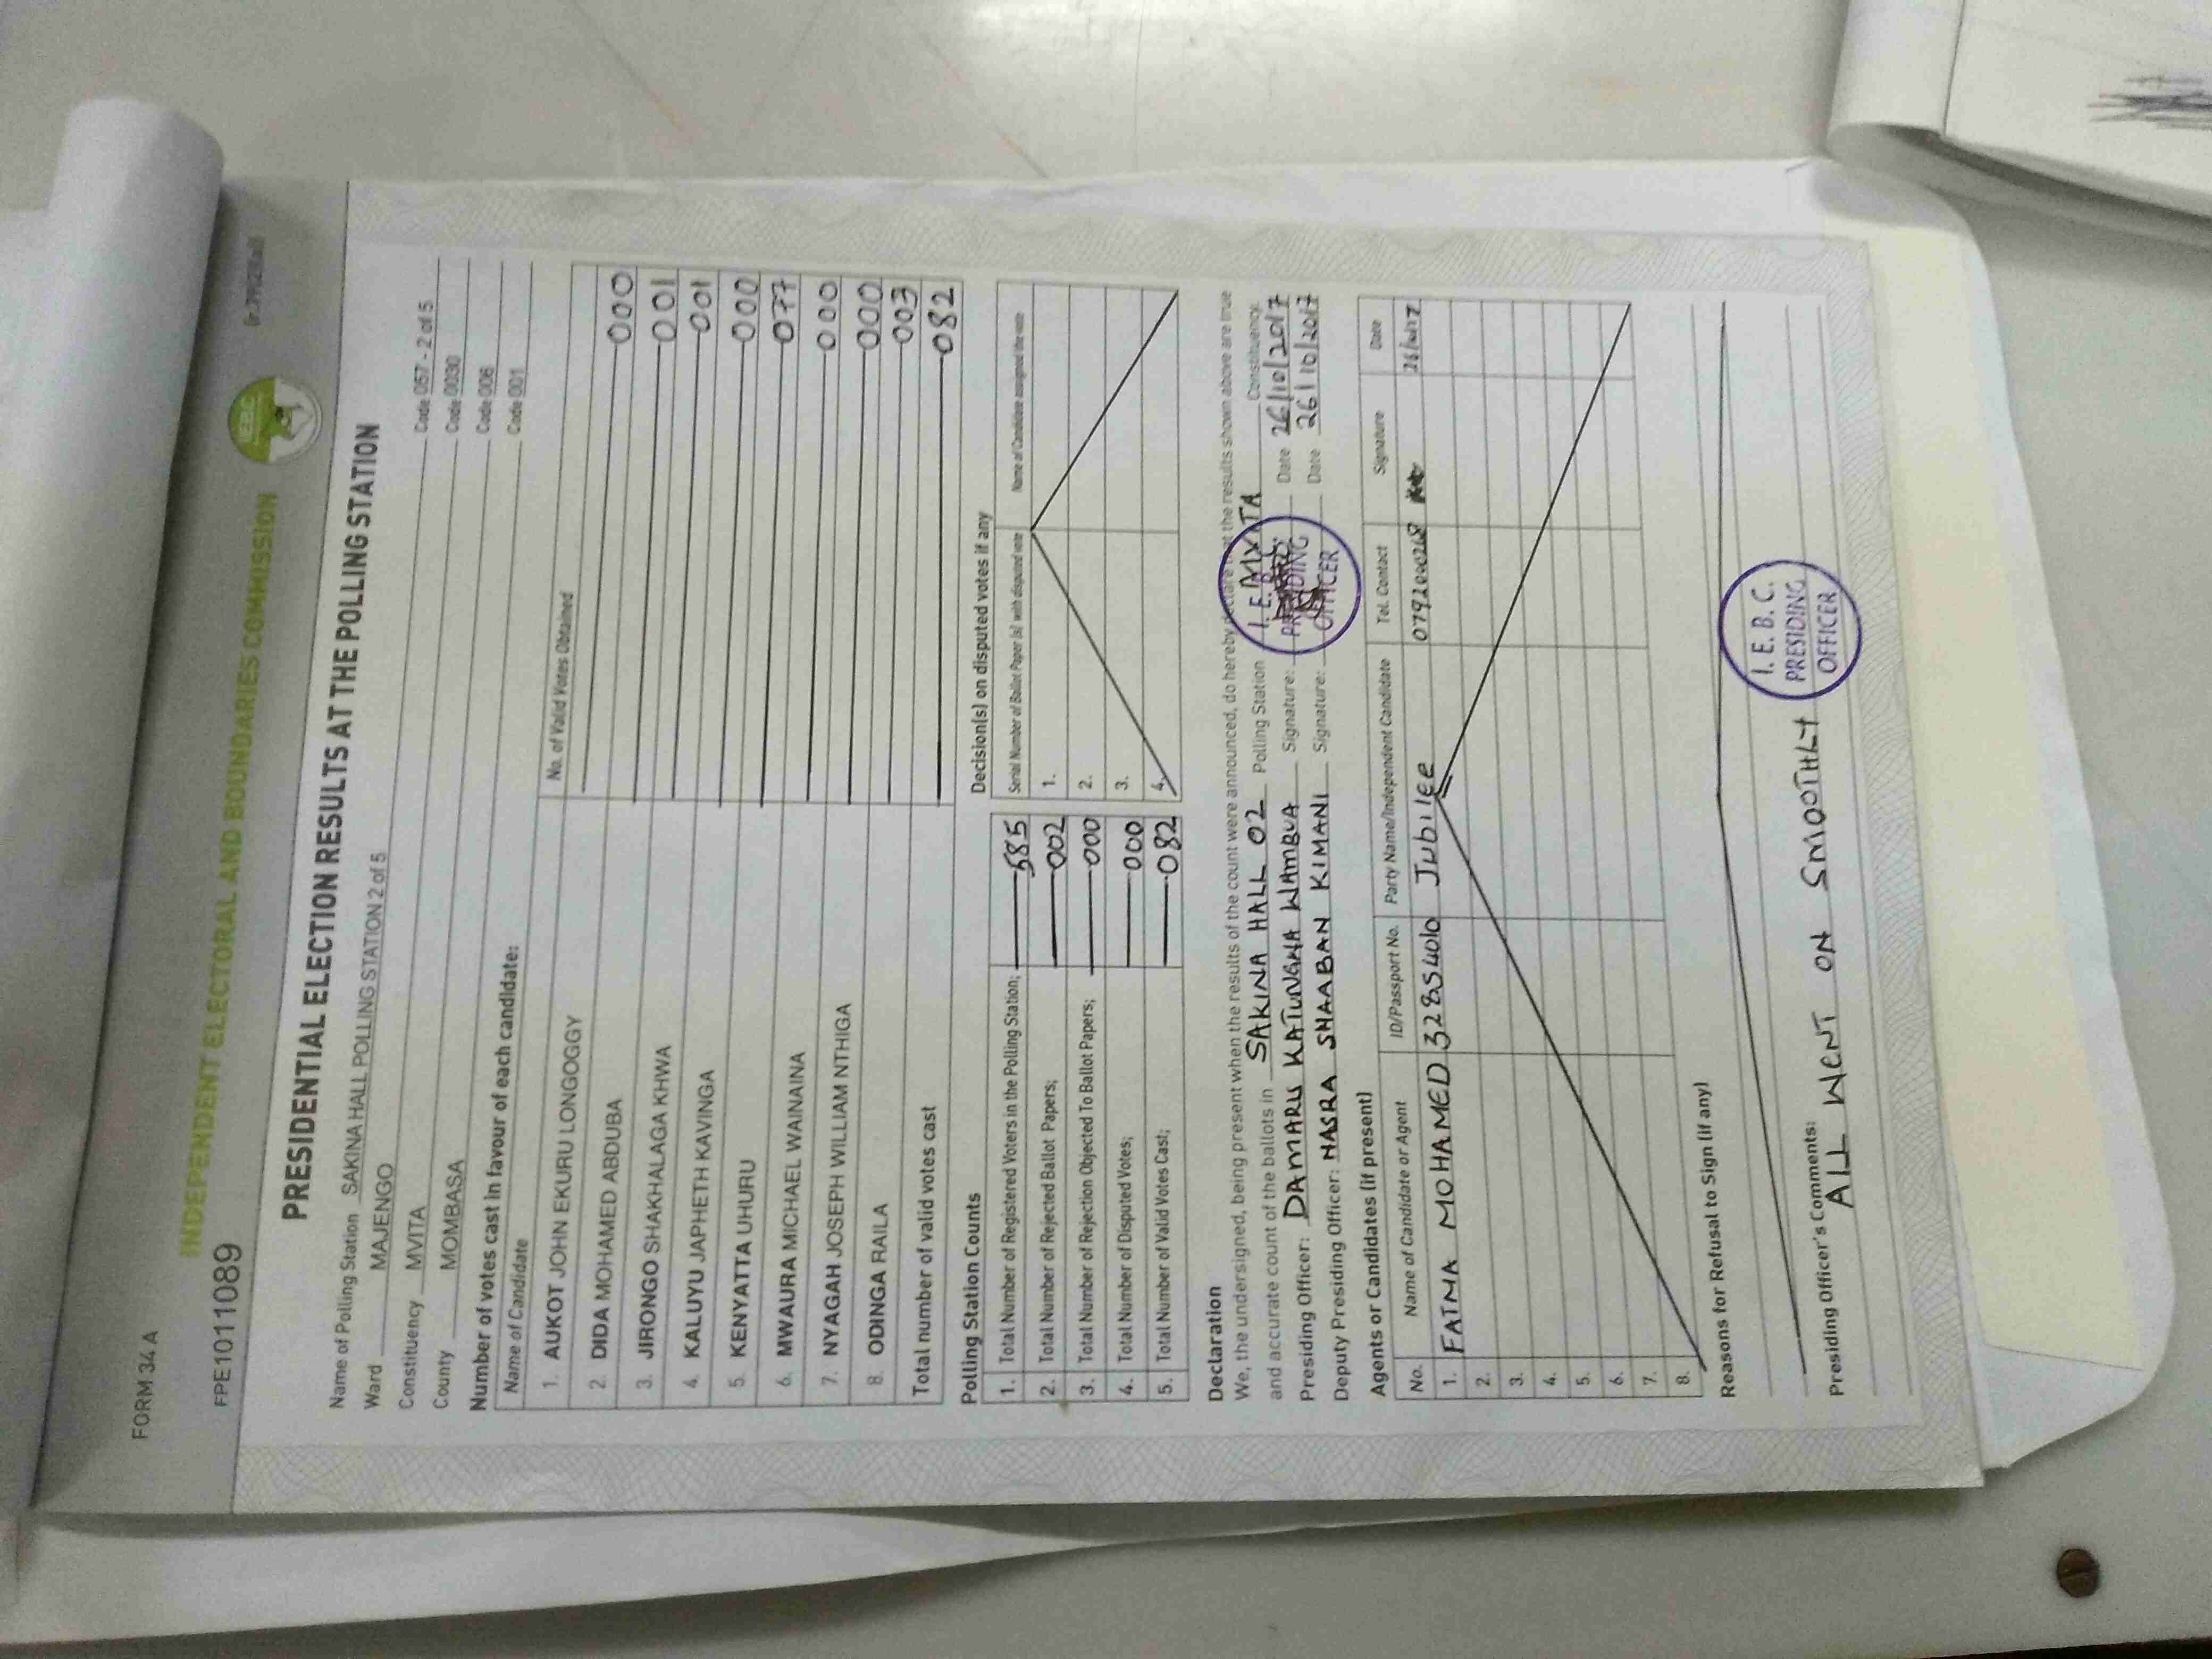 FORM 34 A
FPE1011089
INDEPENDENT ELECTORAL AND BOUNDARIES COMMISSION
IEBC
PRESIDENTIAL ELECTION RESULTS AT THE POLLING STATION
Name of Polling Station SAKINA HALL POLLING STATION 2 of 5 Code 057 - 2 of 5
Ward MAJENGO Code 0030
Constituency MVITA Code 006
County MOMBASA Code 001
Number of votes cast in favour of each candidate:
Name of Candidate No. of Valid Votes Obtained
1. AUKOT JOHN EKURU LONGOGGY 000
2. DIDA MOHAMED ABDUBA 001
3. JIRONGO SHAKHALAGA KHWA 001
4. KALUYU JAPHETH KAVINGA 000
5. KENYATTA UHURU 077
6. MWAURA MICHAEL WAINAINA 000
7. NYAGAH JOSEPH WILLIAM NTHIGA 000
8. ODINGA RAILA 003
Total number of valid votes cast 082
Polling Station Counts
1. Total Number of Registered Voters in the Polling Station;
2. Total Number of Rejected Ballot Papers; 002
3. Total Number of Rejection Objected To Ballot Papers; 000
4. Total Number of Disputed Votes; 000
5. Total Number of Valid Votes Cast; 082
Decision(s) on disputed votes if any
Serial Number of Ballot Paper (s) with disputed vote Name of Candidate assigned the vote
1.
2.
3.
4.
Declaration
We, the undersigned, being present when the results of the count were announced, do hereby declare that the results shown above are true
and accurate count of the ballots in SAKINA HALL 02 Polling Station MVITA Constituency.
Presiding Officer: DAMARIS KATUNGWA WAMBUA Signature: Date 26/10/2017
Deputy Presiding Officer: NASRA SHAABAN KIMANI Signature: Date 26/10/2017
I.E.B.C. PRESIDING OFFICER
Agents or Candidates (if present)
No. Name of Candidate or Agent ID/Passport No. Party Name/Independent Candidate Tel. Contact Signature Date
1. FATMA MOHAMED 32854010 Jubilee 0792000268
2.
3.
4.
5.
6.
7.
8.
Reasons for Refusal to Sign (if any)
Presiding Officer's Comments:
ALL WENT ON SMOOTHLY
I. E. B. C.
PRESIDING
OFFICER